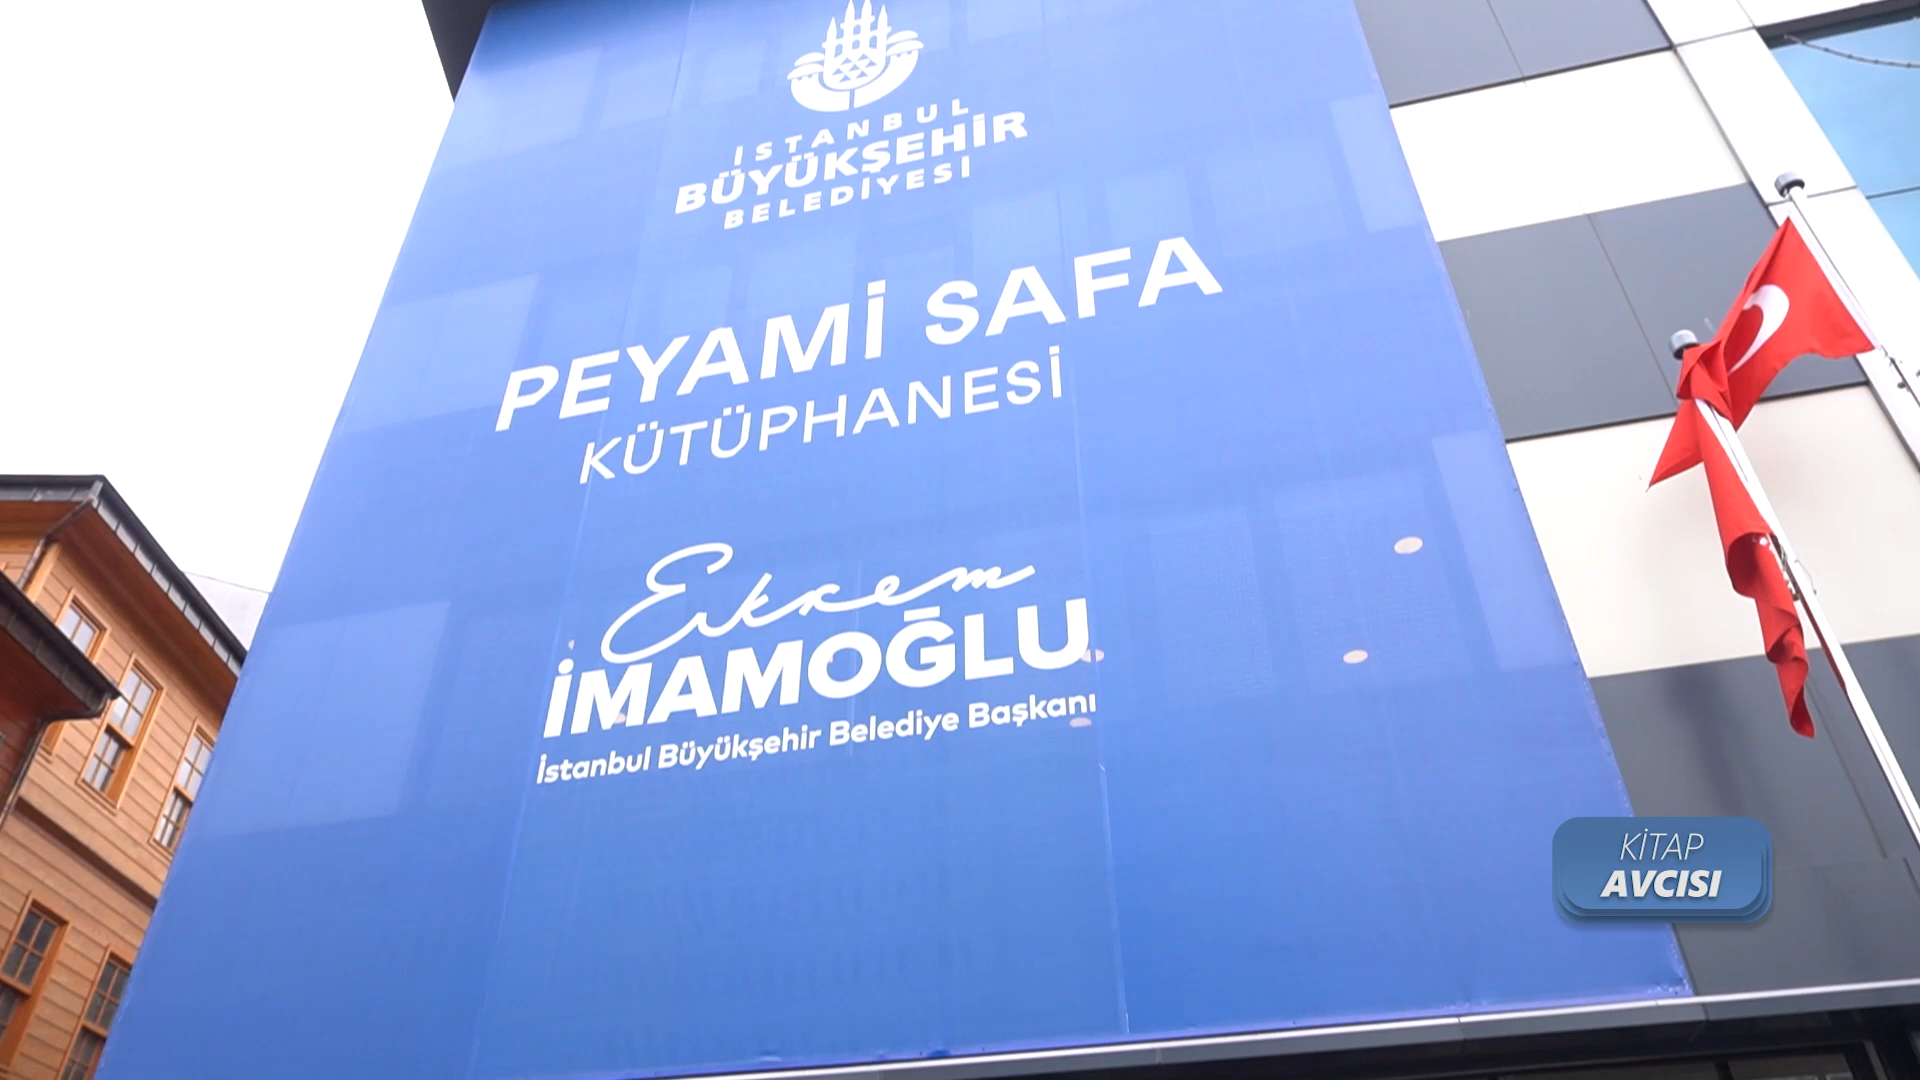 İSTANBUL
BÜYÜKŞEHİR
BELEDİYESİ
PEYAMİ SAFA
KÜTÜPHANESİ
Ekrem
İMAMOĞLU
İstanbul Büyükşehir Belediye Başkanı
KİTAP
AVCISI